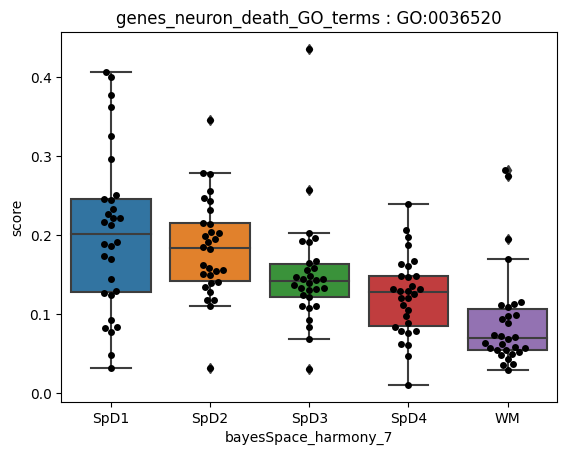 genes_neuron_death_GO_terms : GO:0036520
score
0.4
0.3
0.2
0.1
0.0
SpD1 SpD2 SpD3 SpD4 WM
bayesSpace_harmony_7